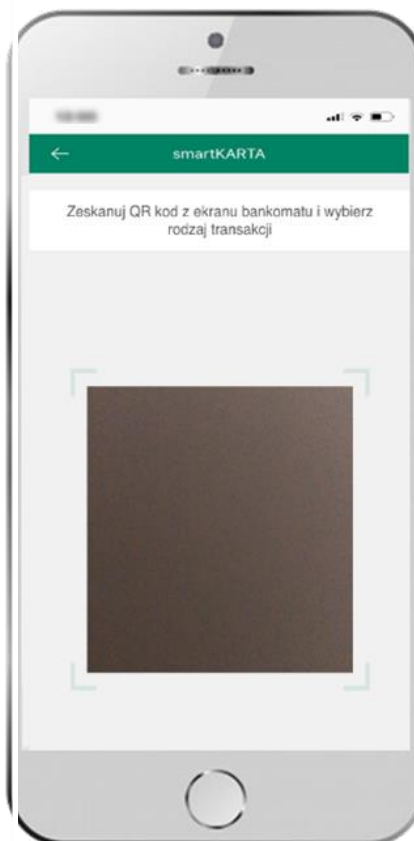 smartKARTA
Zeskanuj QR kod z ekranu bankomatu i wybierz
rodzaj transakcji